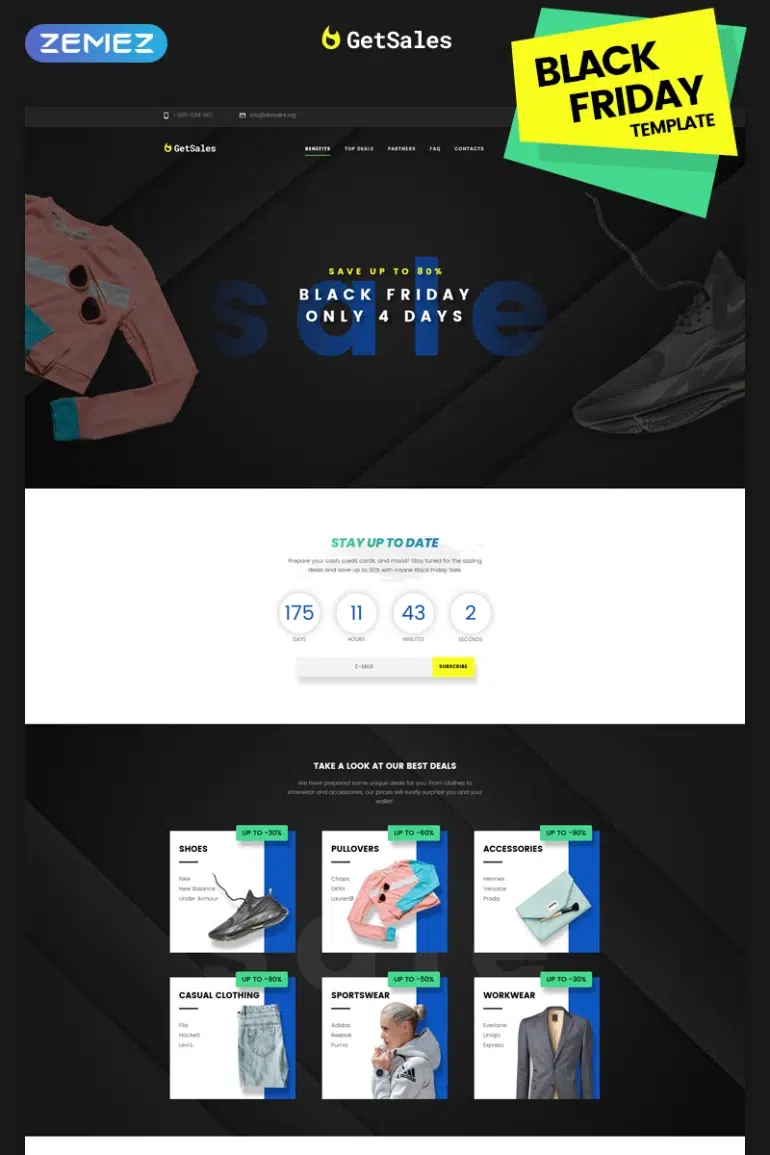 ZEMEZ
GetSales
BLACK
FRIDAY
TEMPLATE
GetSales
BENEFITS
TOP DEALS
PARTNERS
FAQ
CONTACTS
sale
SAVE UP TO 80%
BLACK FRIDAY
ONLY 4 DAYS
STAY UP TO DATE
Prepare your cash, credit cards, and mood! Stay tuned for the sizzling
deals and save up to 90% with insane Black Friday Sale.
175
11
43
2
DAYS
HOURS
MINUTES
SECONDS
E-Mail
SUBSCRIBE
TAKE A LOOK AT OUR BEST DEALS
We have prepared some unique deals for you. From clothes to
shoewear and accessories, our prices will surely surprise you and your
wallet!
UP TO -30%
SHOES
Nike
New Balance
Under Armour
UP TO -60%
PULLOVERS
Chaps
DKNY
Lauren®
UP TO -90%
ACCESSORIES
Hermes
Versace
Prada
sale
UP TO -90%
CASUAL CLOTHING
Fila
Hackett
Levi's
UP TO -50%
SPORTSWEAR
Adidas
Reebok
Puma
adidas
UP TO -30%
WORKWEAR
Everlane
Uniqlo
Express